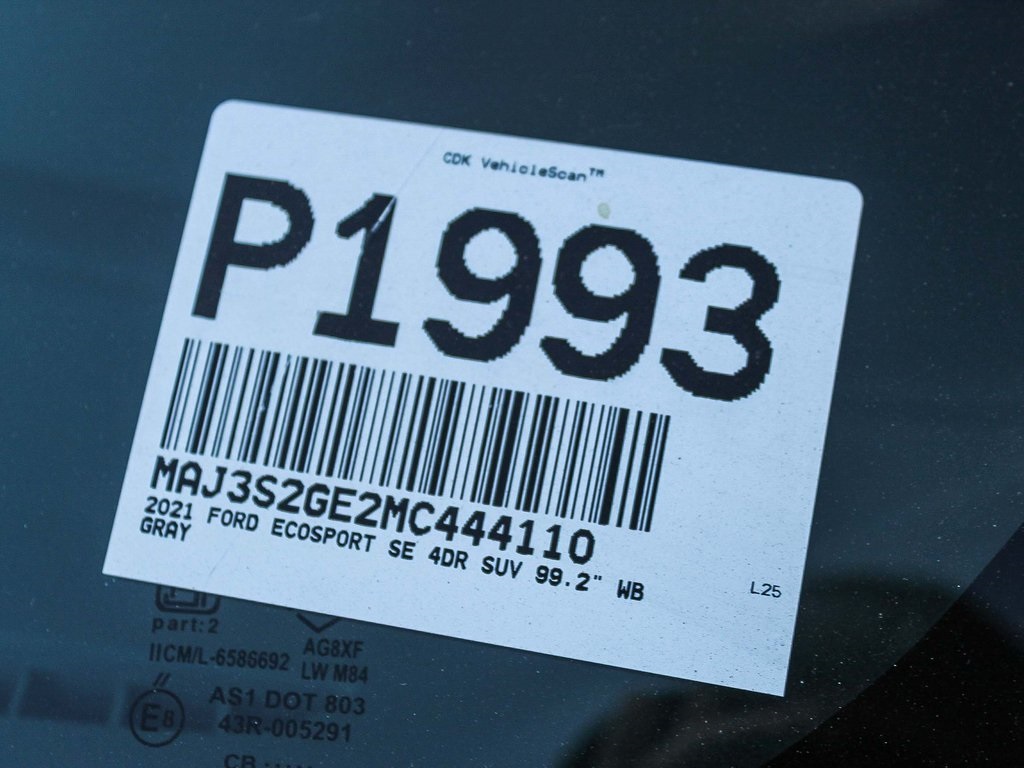 CDK VehicleScan™
P1993
MAJ3S2GE2MC444110
2021 FORD ECOSPORT SE 4DR SUV 99.2" WB
GRAY
L25
part:2
IICM/L-6586692
AG8XF
LW M84
AS1 DOT 803
E8
43R-005291